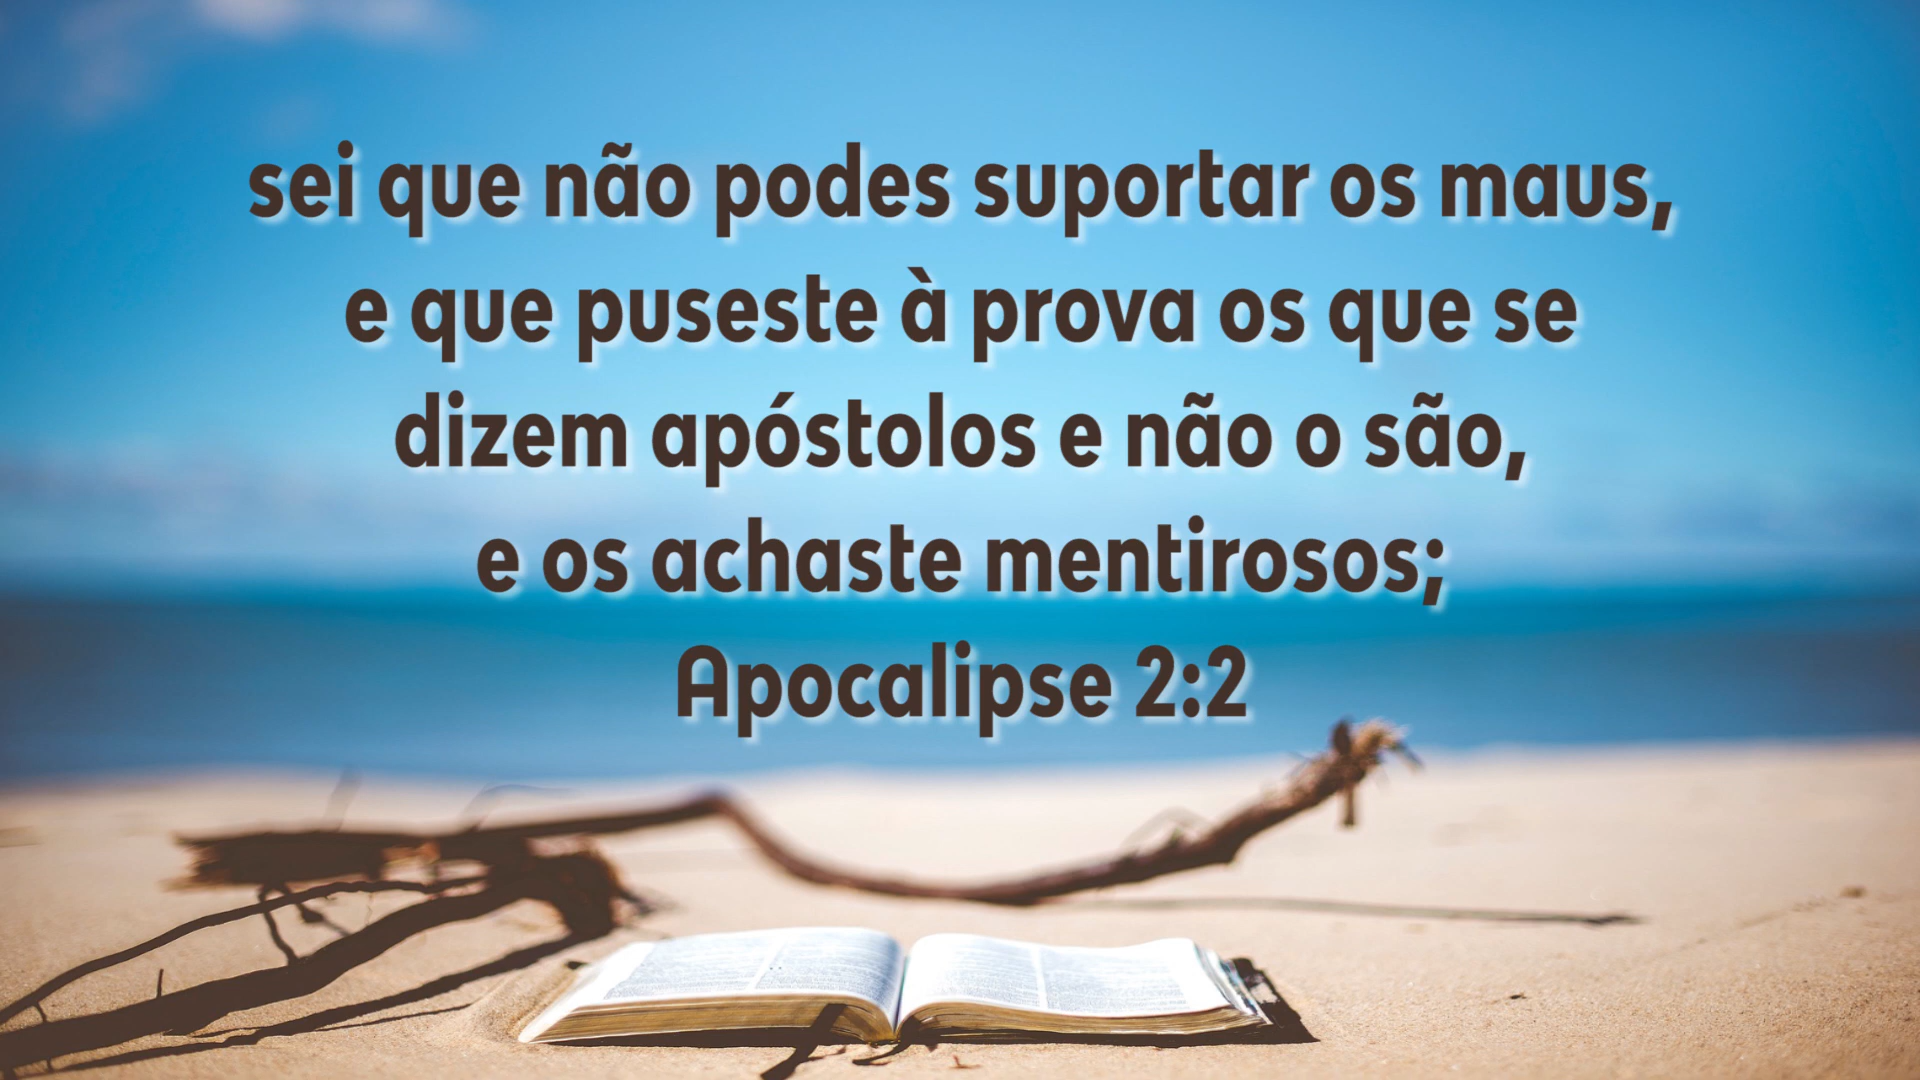 sei que não podes suportar os maus,
e que puseste à prova os que se
dizem apóstolos e não o são,
e os achaste mentirosos;
Apocalipse 2:2